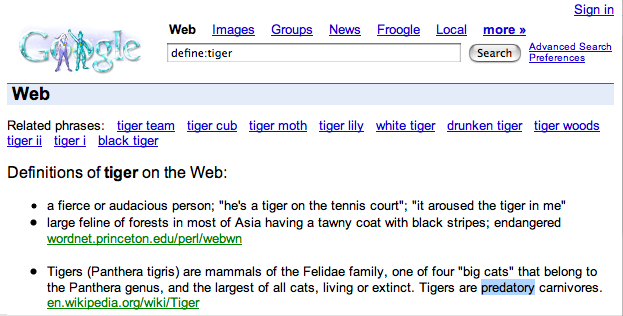 Sign in
Google
Web Images Groups News Froogle Local more »
define:tiger Search Advanced Search
Preferences
Web
Related phrases: tiger team tiger cub tiger moth tiger lily white tiger drunken tiger tiger woods
tiger ii tiger i black tiger
Definitions of tiger on the Web:
• a fierce or audacious person; "he's a tiger on the tennis court"; "it aroused the tiger in me"
• large feline of forests in most of Asia having a tawny coat with black stripes; endangered
wordnet.princeton.edu/perl/webwn
• Tigers (Panthera tigris) are mammals of the Felidae family, one of four "big cats" that belong to
the Panthera genus, and the largest of all cats, living or extinct. Tigers are predatory carnivores.
en.wikipedia.org/wiki/Tiger